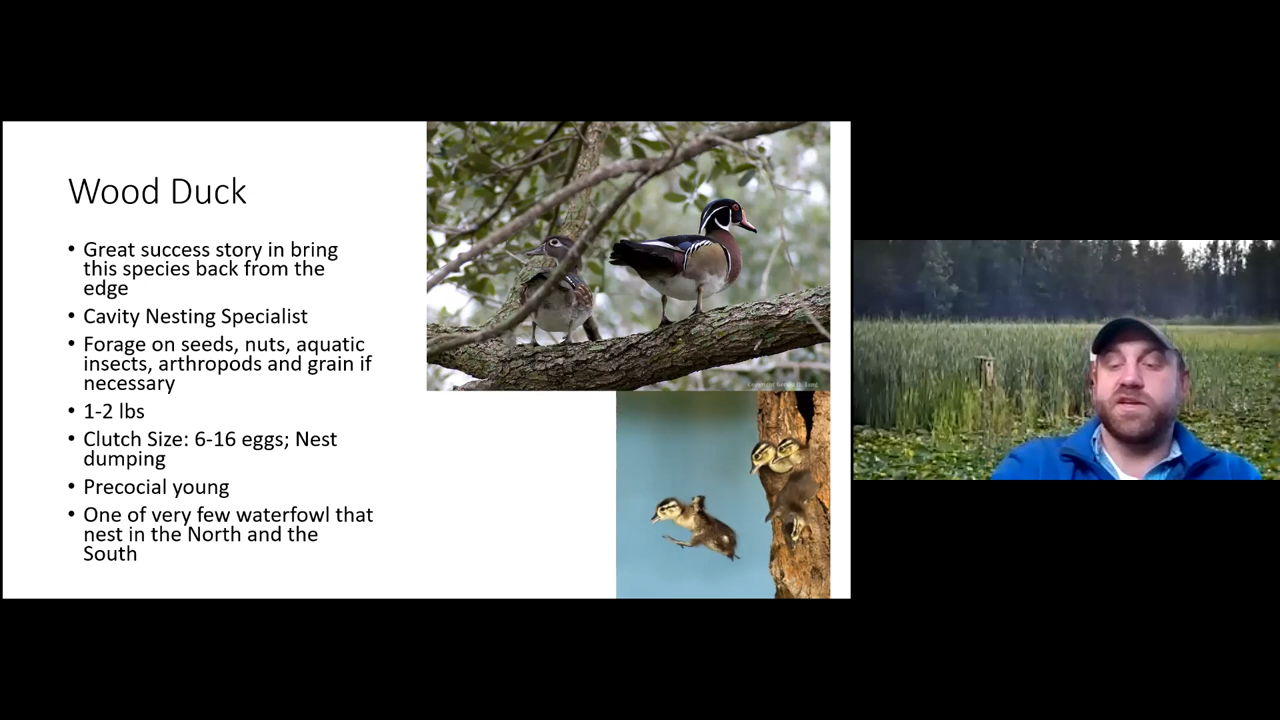 Wood Duck
• Great success story in bring
this species back from the
edge
• Cavity Nesting Specialist
• Forage on seeds, nuts, aquatic
insects, arthropods and grain if
necessary
• 1-2 lbs
• Clutch Size: 6-16 eggs; Nest
dumping
• Precocial young
• One of very few waterfowl that
nest in the North and the
South